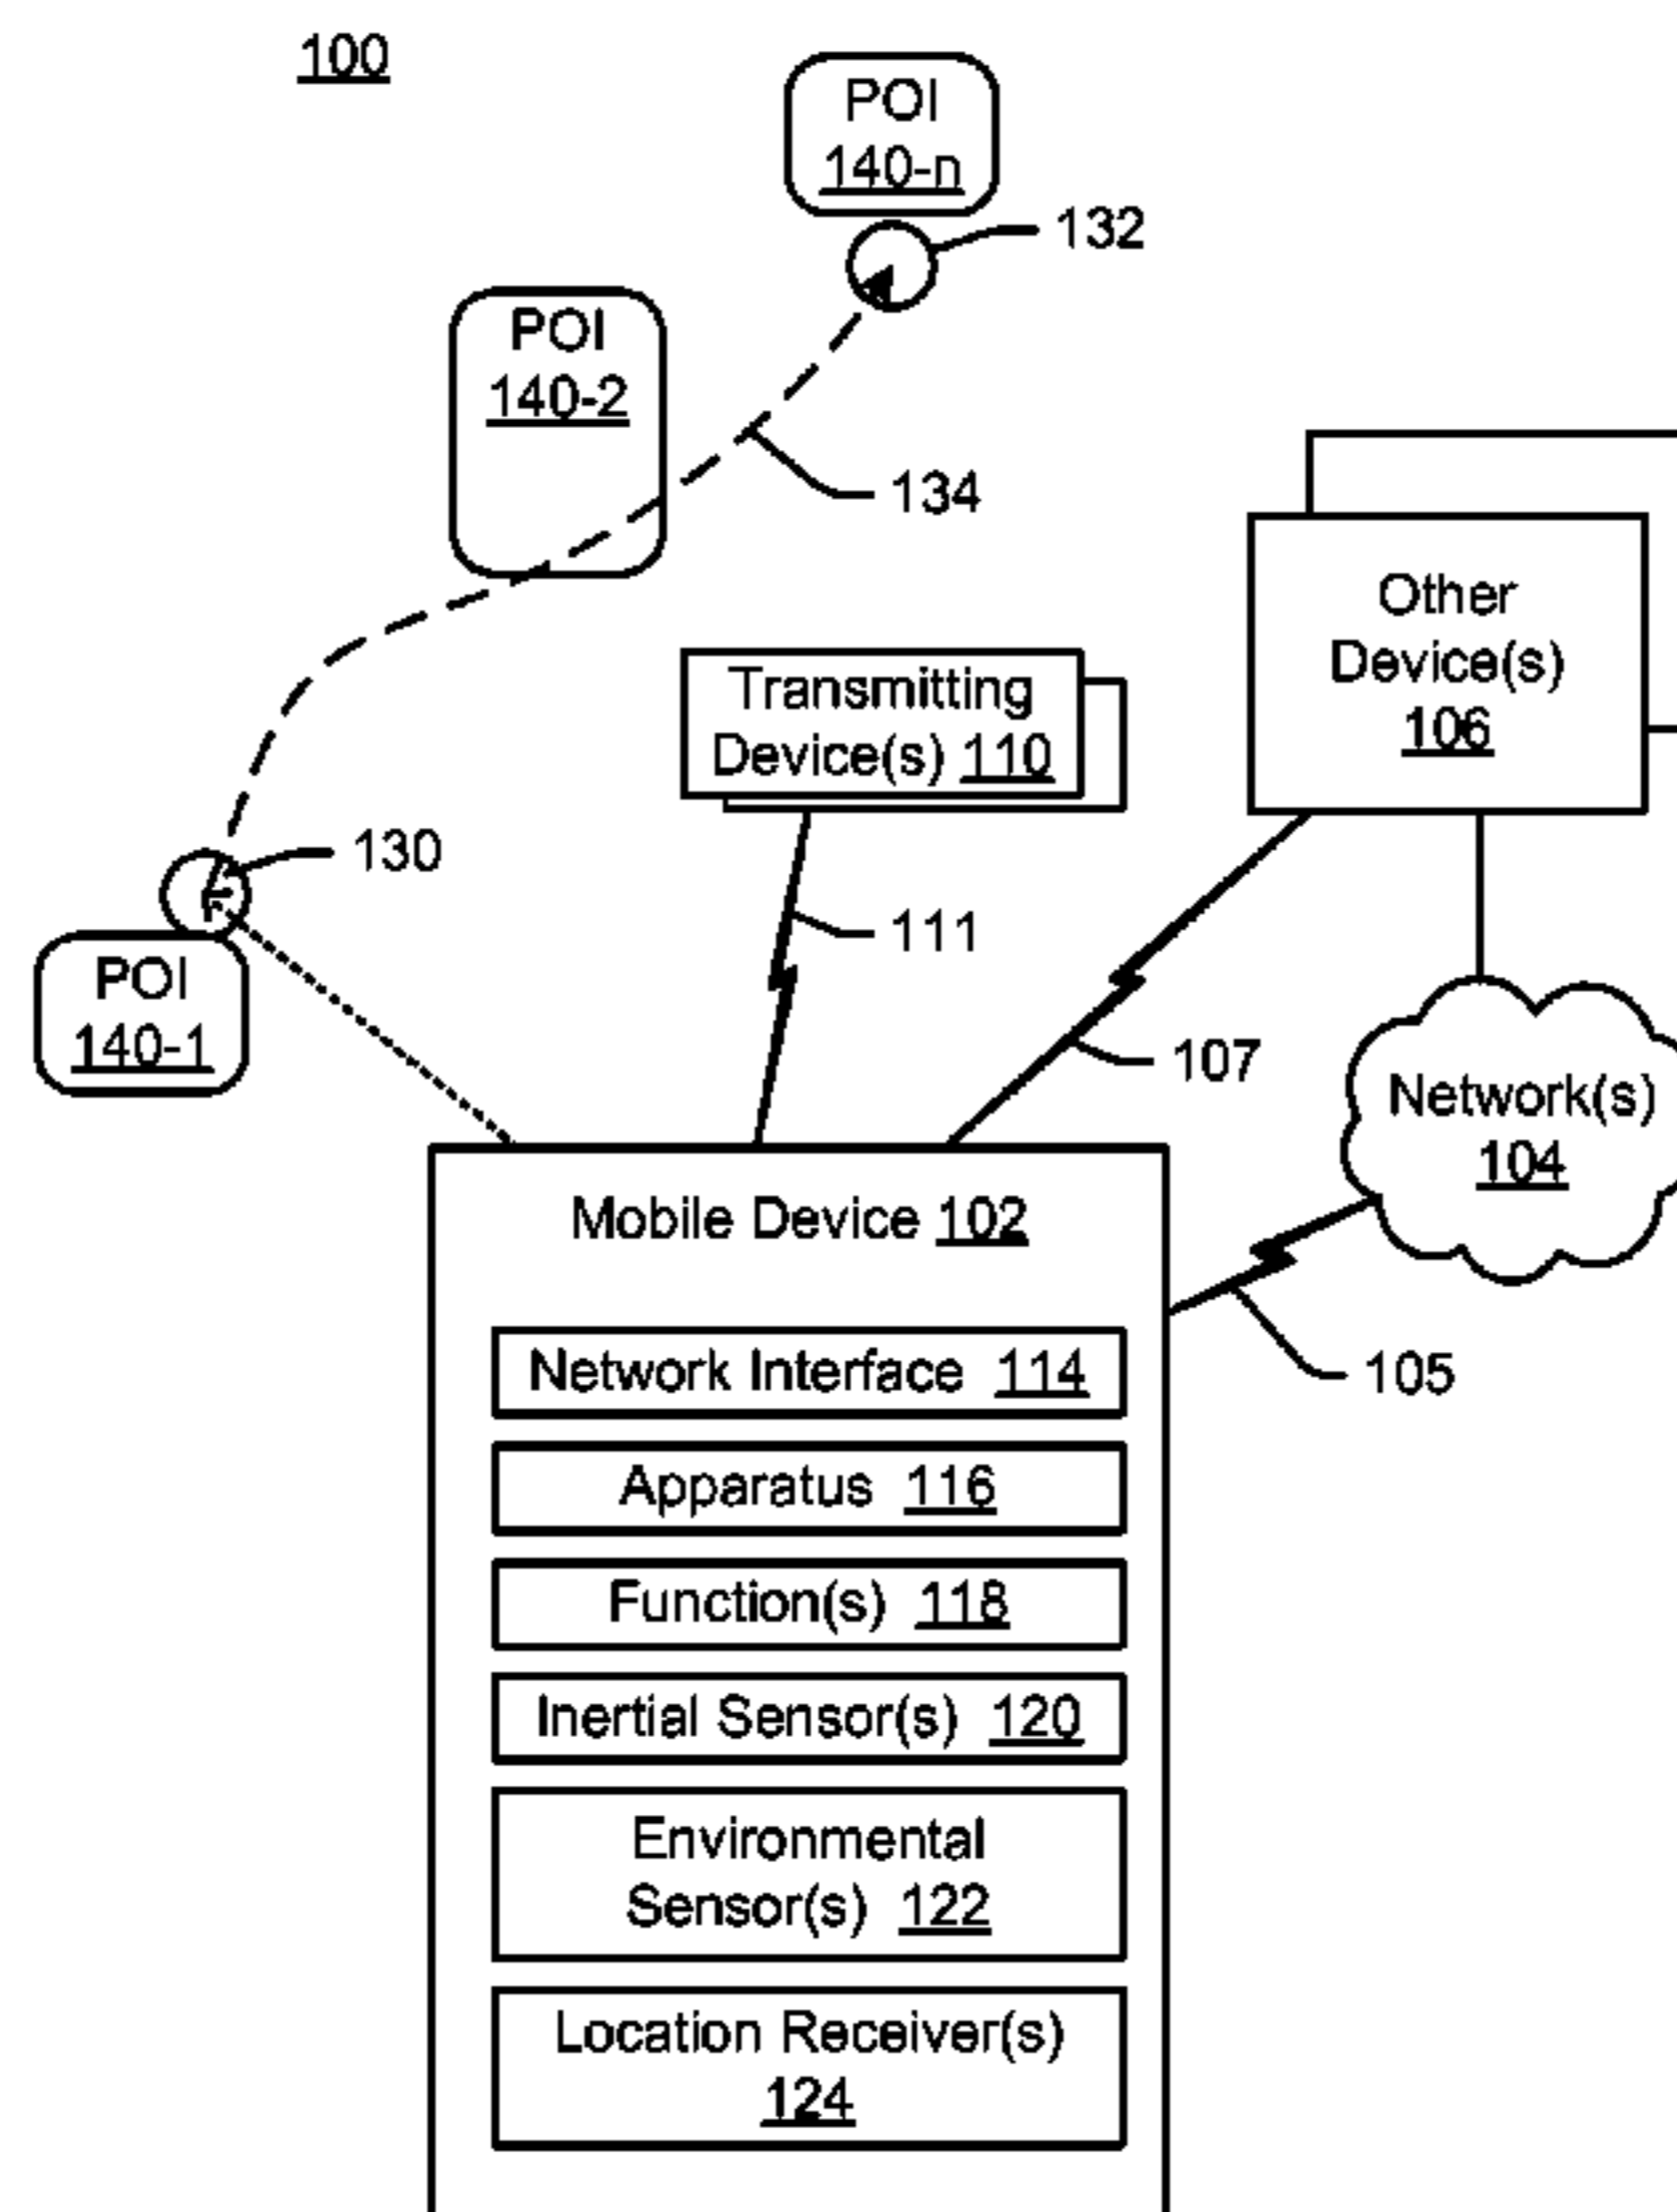 100
POI
140-n
132
POI
140-2
134
Other
Device(s)
106
Transmitting
Device(s) 110
130
111
POI
140-1
107
Network(s)
104
Mobile Device 102
105
Network Interface 114
Apparatus 116
Function(s) 118
Inertial Sensor(s) 120
Environmental
Sensor(s) 122
Location Receiver(s)
124